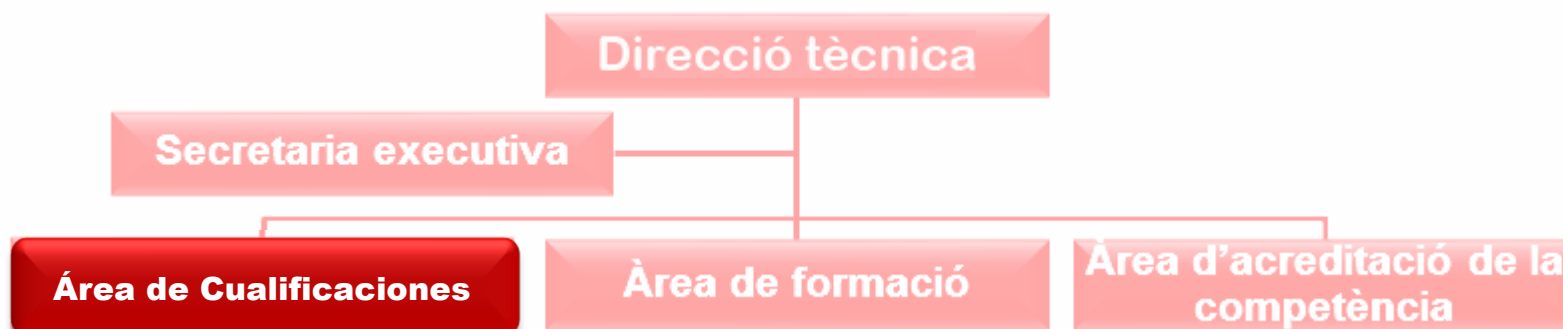 Direcció tècnica
Secretaria executiva
Área de Cualificaciones
Àrea de formació
Àrea d'acreditació de la
competència